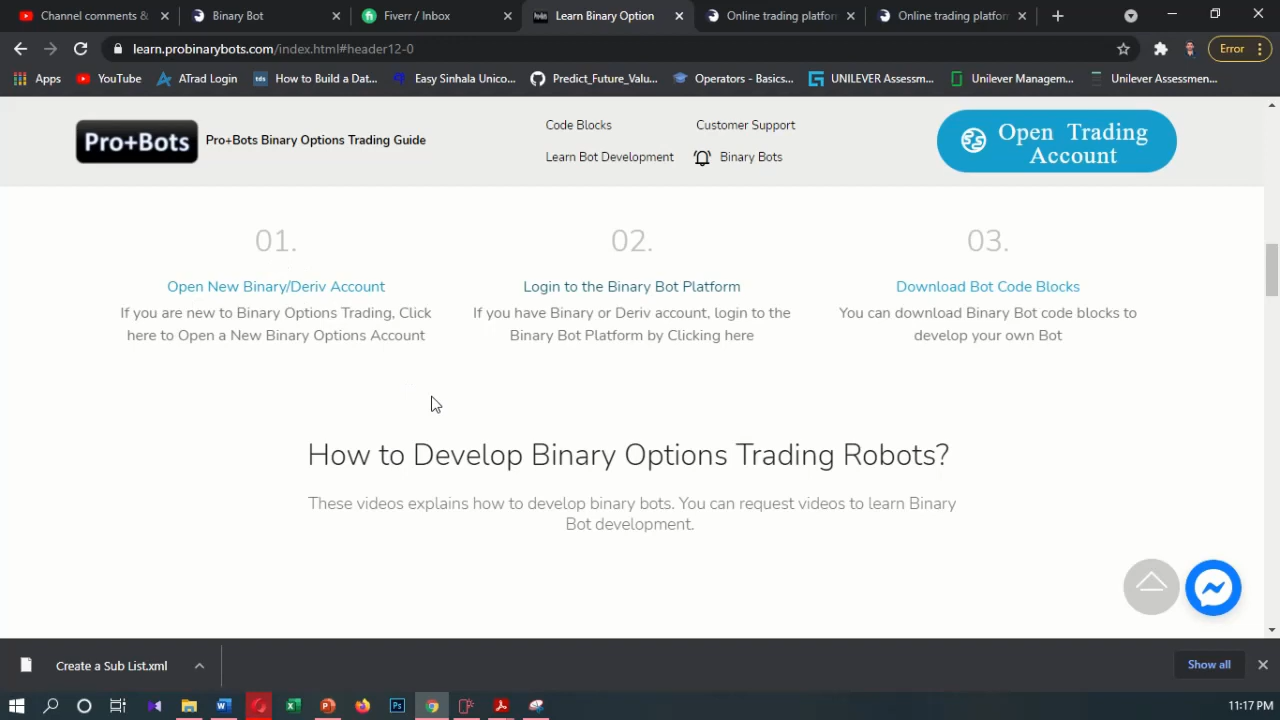 Channel comments &
Binary Bot
Fiverr / Inbox
Learn Binary Option
Online trading platfor
Online trading platfor
learn.probinarybots.com/index.html#header12-0
Error
Apps
YouTube
ATrad Login
tds
How to Build a Dat...
Easy Sinhala Unico...
Predict_Future_Valu...
Operators - Basics...
UNILEVER Assessm...
Unilever Managem...
Unilever Assessmen...
Pro+Bots
Pro+Bots Binary Options Trading Guide
Code Blocks
Customer Support
Learn Bot Development
Binary Bots
Open Trading
Account
01.
Open New Binary/Deriv Account
If you are new to Binary Options Trading, Click
here to Open a New Binary Options Account
02.
Login to the Binary Bot Platform
If you have Binary or Deriv account, login to the
Binary Bot Platform by Clicking here
03.
Download Bot Code Blocks
You can download Binary Bot code blocks to
develop your own Bot
How to Develop Binary Options Trading Robots?
These videos explains how to develop binary bots. You can request videos to learn Binary
Bot development.
Create a Sub List.xml
Show all
11:17 PM